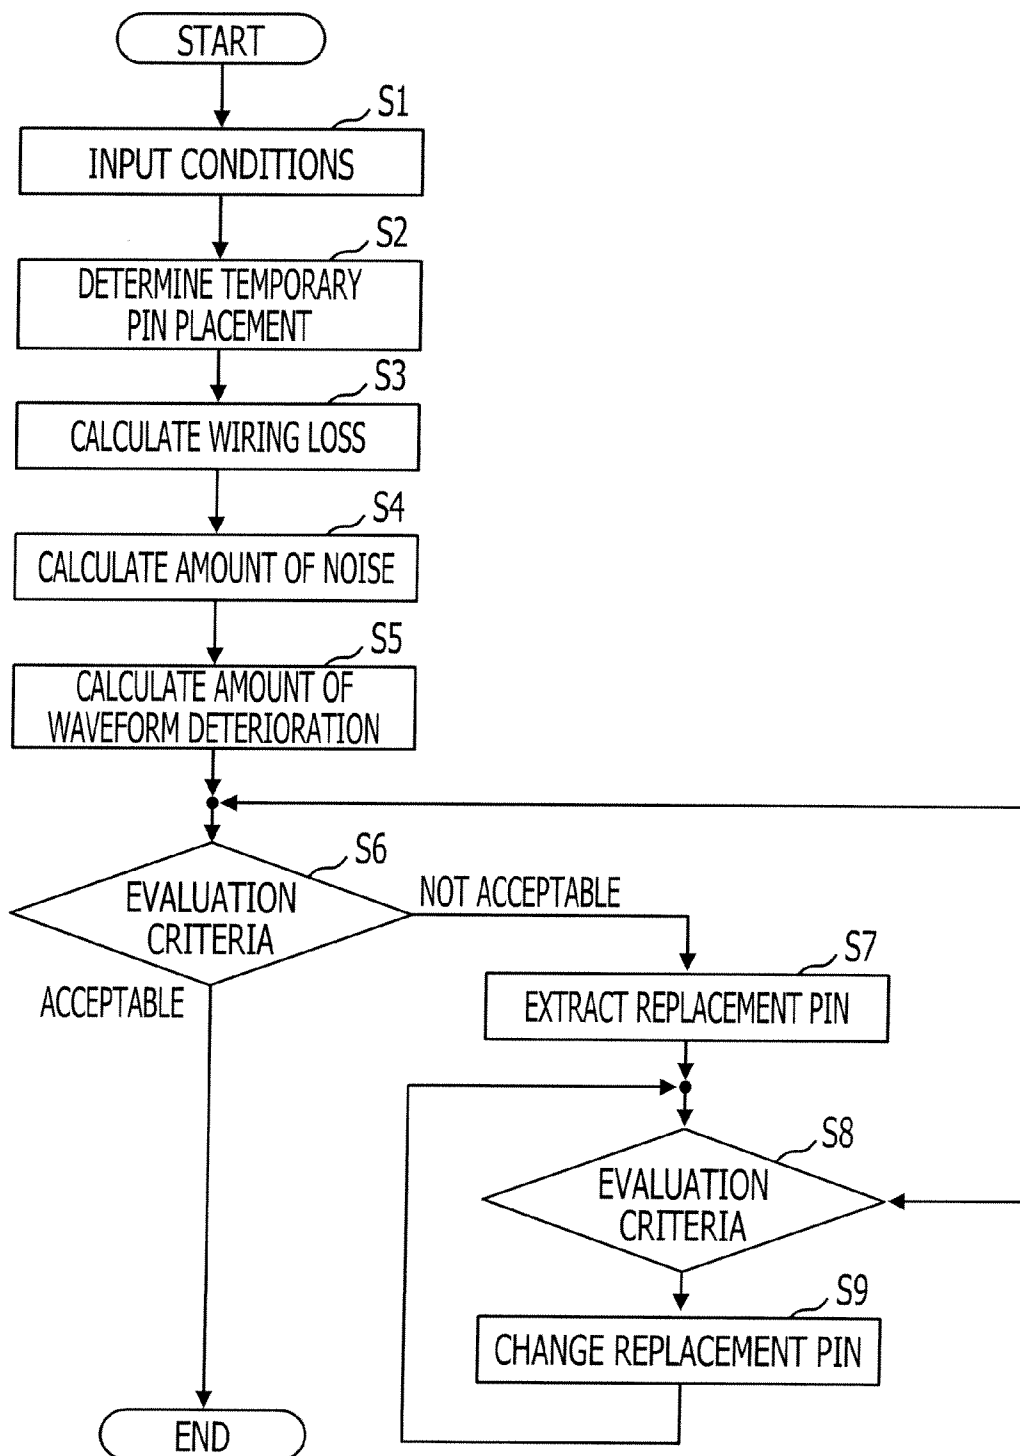 START
S1
INPUT CONDITIONS
S2
DETERMINE TEMPORARY
PIN PLACEMENT
S3
CALCULATE WIRING LOSS
S4
CALCULATE AMOUNT OF NOISE
S5
CALCULATE AMOUNT OF
WAVEFORM DETERIORATION
S6
EVALUATION
CRITERIA
NOT ACCEPTABLE
ACCEPTABLE
S7
EXTRACT REPLACEMENT PIN
S8
EVALUATION
CRITERIA
S9
CHANGE REPLACEMENT PIN
END